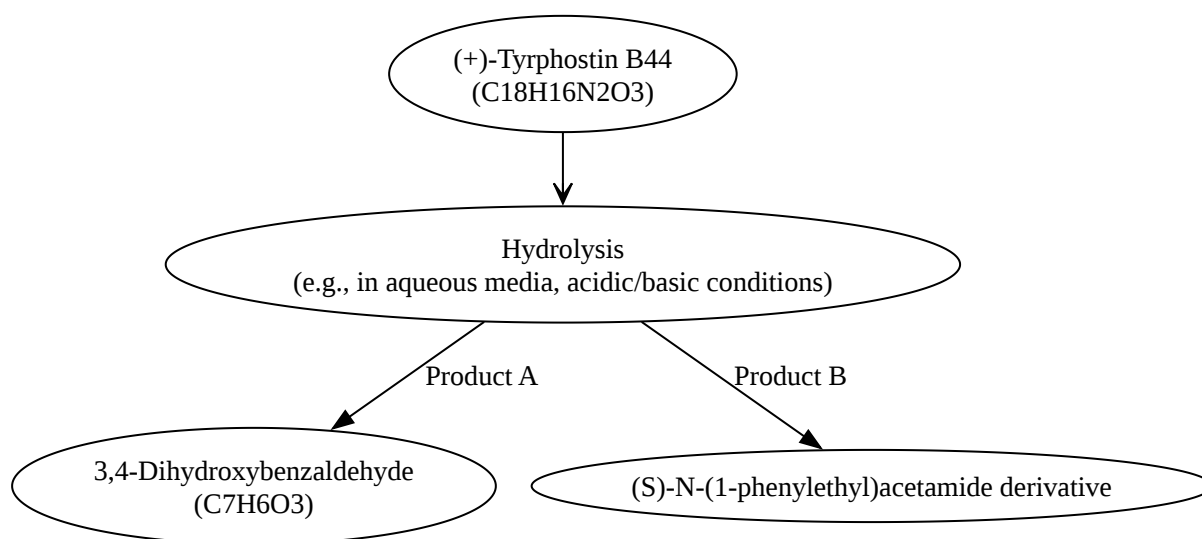 (+)-Tyrphostin B44
(C18H16N2O3)
Hydrolysis
(e.g., in aqueous media, acidic/basic conditions)
Product A
Product B
3,4-Dihydroxybenzaldehyde
(C7H6O3)
(S)-N-(1-phenylethyl)acetamide derivative